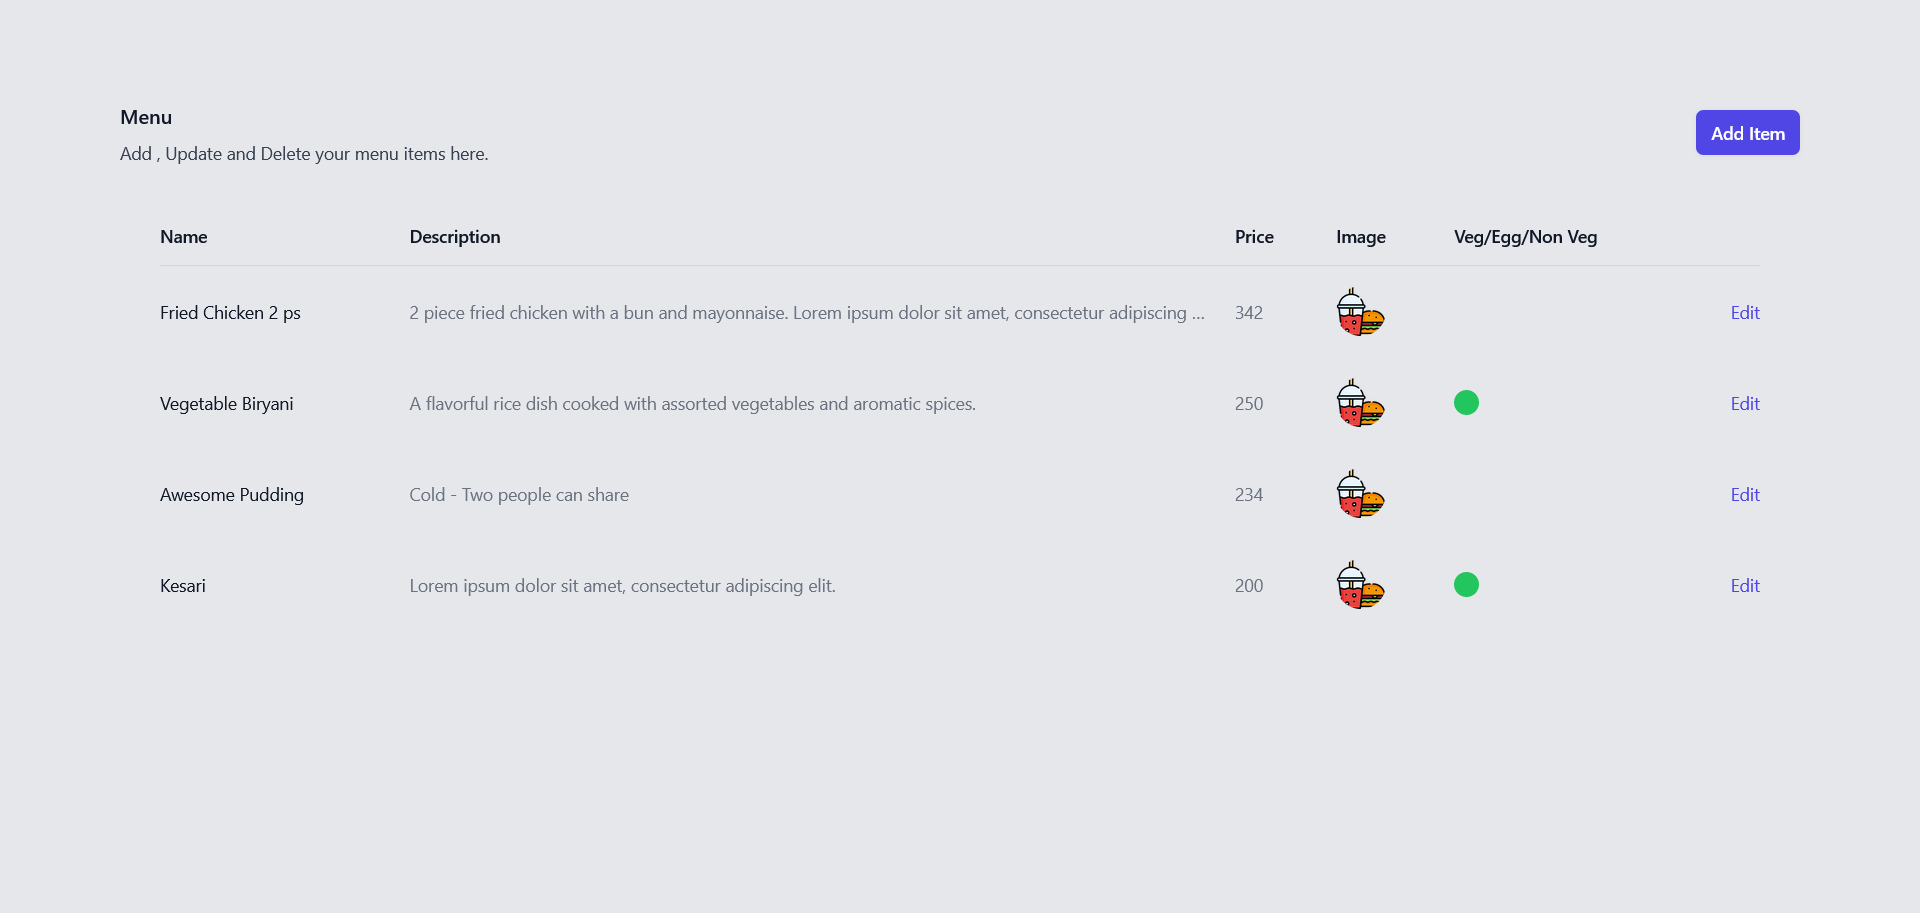 Menu
Add Item
Add , Update and Delete your menu items here.
Name Description Price Image Veg/Egg/Non Veg
Fried Chicken 2 ps 2 piece fried chicken with a bun and mayonnaise. Lorem ipsum dolor sit amet, consectetur adipiscing ... 342 Edit
Vegetable Biryani A flavorful rice dish cooked with assorted vegetables and aromatic spices. 250 Edit
Awesome Pudding Cold - Two people can share 234 Edit
Kesari Lorem ipsum dolor sit amet, consectetur adipiscing elit. 200 Edit